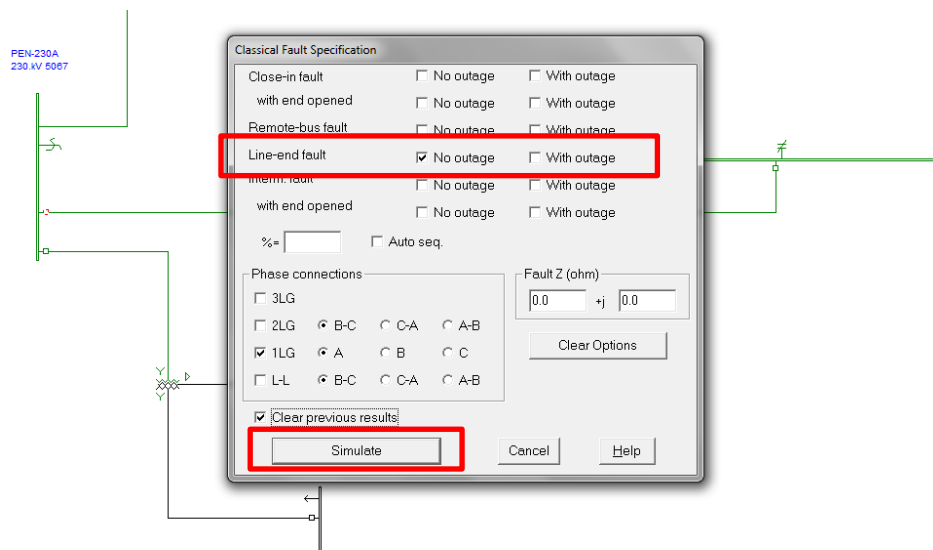 PEN-230A
230.kV 5067
Classical Fault Specification
Close-in fault No outage With outage
with end opened No outage With outage
Remote-bus fault No outage With outage
Line-end fault No outage With outage
Interm. fault No outage With outage
with end opened No outage With outage
%= Auto seq.
Phase connections
3LG
2LG B-C C-A A-B
1LG A B C
L-L B-C C-A A-B
Fault Z (ohm)
0.0 +j 0.0
Clear Options
Clear previous results
Simulate Cancel Help
Y
Y